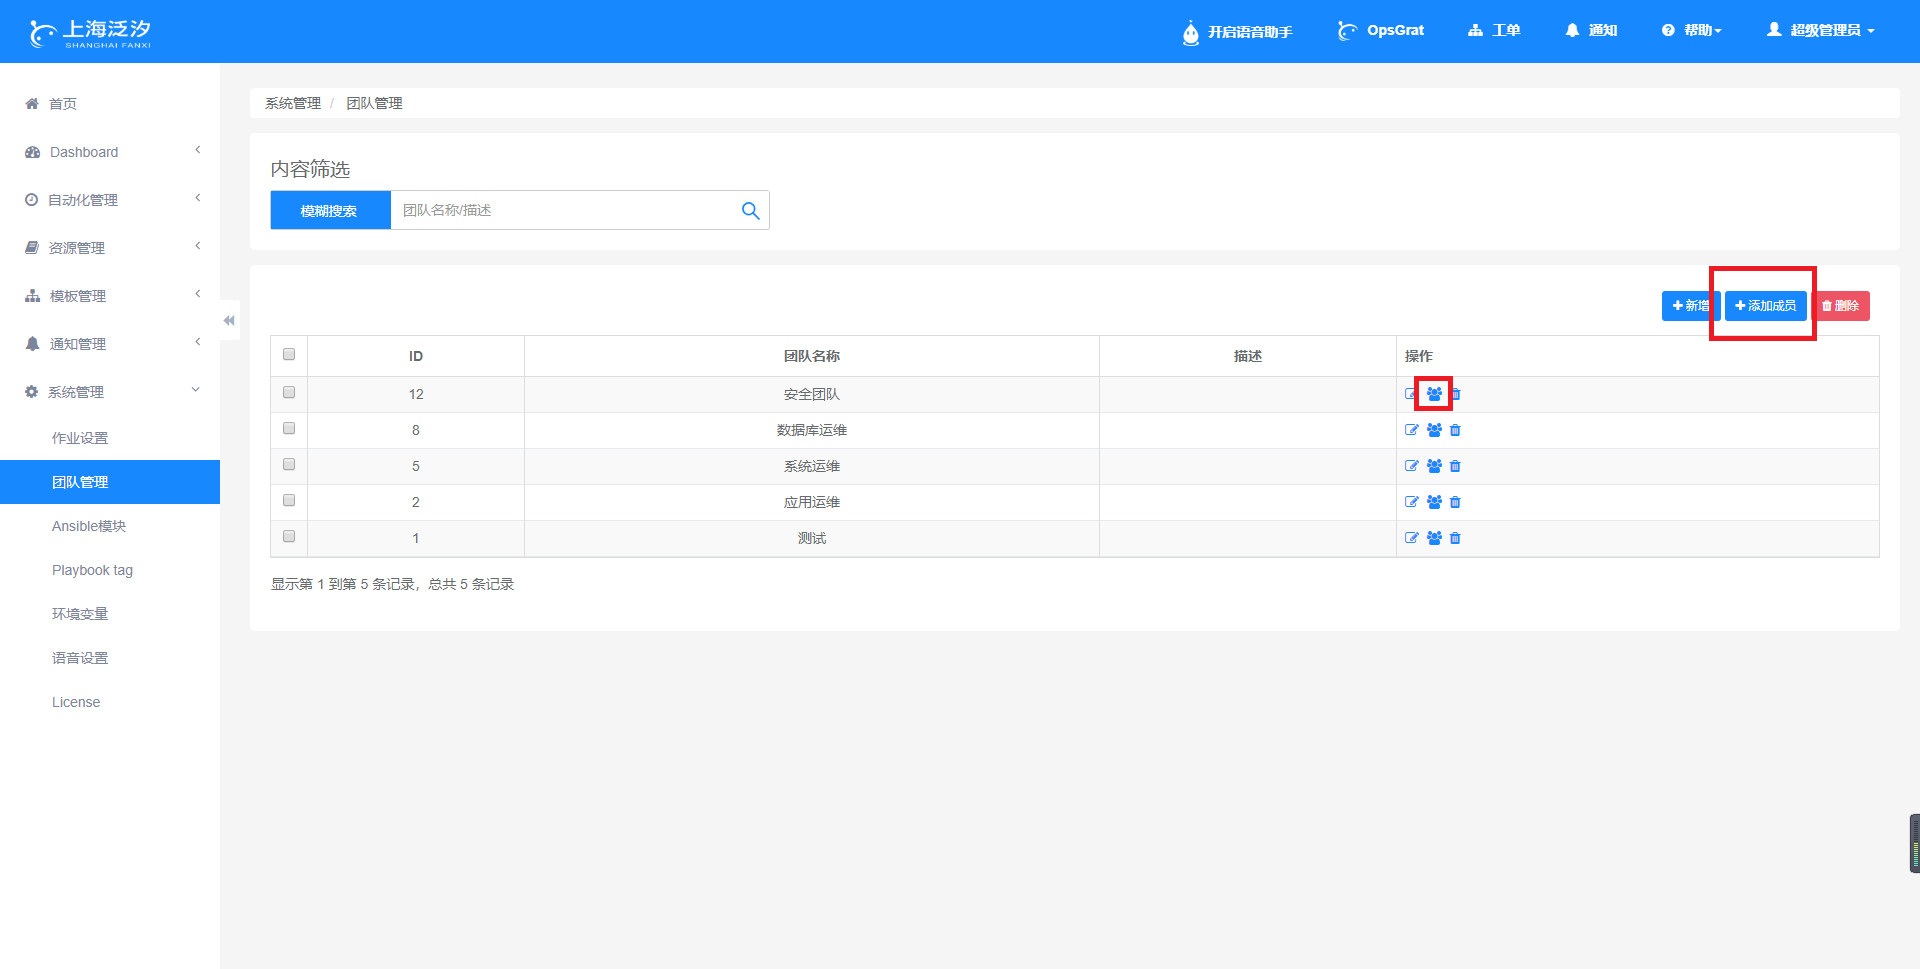 上海泛汐
SHANGHAI FANXI
开启语音助手
OpsGrat
工单
通知
帮助
超级管理员
首页
Dashboard
自动化管理
资源管理
模板管理
通知管理
系统管理
作业设置
团队管理
Ansible模块
Playbook tag
环境变量
语音设置
License
系统管理 / 团队管理
内容筛选
模糊搜索 团队名称/描述
新增 添加成员 删除
ID 团队名称 描述 操作
12 安全团队
8 数据库运维
5 系统运维
2 应用运维
1 测试
显示第 1 到第 5 条记录，总共 5 条记录